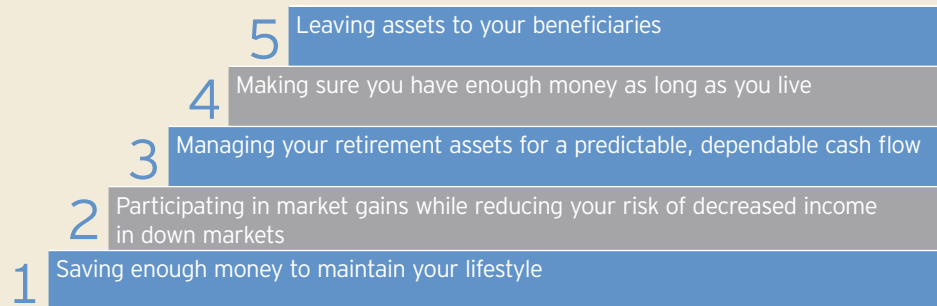 5 Leaving assets to your beneficiaries
4 Making sure you have enough money as long as you live
3 Managing your retirement assets for a predictable, dependable cash flow
2 Participating in market gains while reducing your risk of decreased income
in down markets
1 Saving enough money to maintain your lifestyle